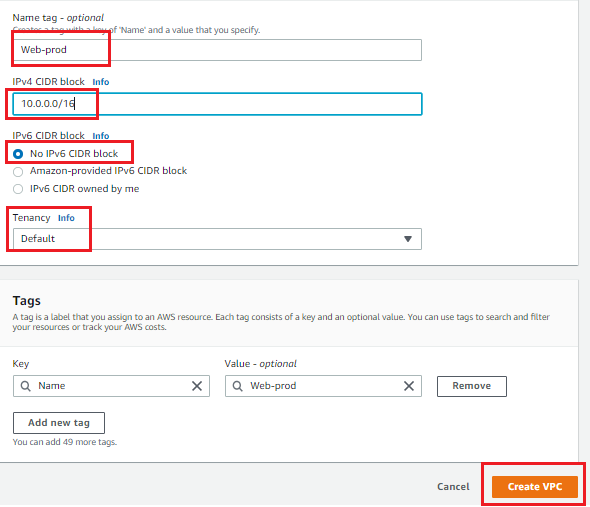 Name tag - optional
Creates a tag with a key of 'Name' and a value that you specify.
Web-prod
IPv4 CIDR block Info
10.0.0.0/16
IPv6 CIDR block Info
No IPv6 CIDR block
Amazon-provided IPv6 CIDR block
IPv6 CIDR owned by me
Tenancy Info
Default
Tags
A tag is a label that you assign to an AWS resource. Each tag consists of a key and an optional value. You can use tags to search and filter
your resources or track your AWS costs.
Key Value - optional
Name Web-prod Remove
Add new tag
You can add 49 more tags.
Cancel Create VPC